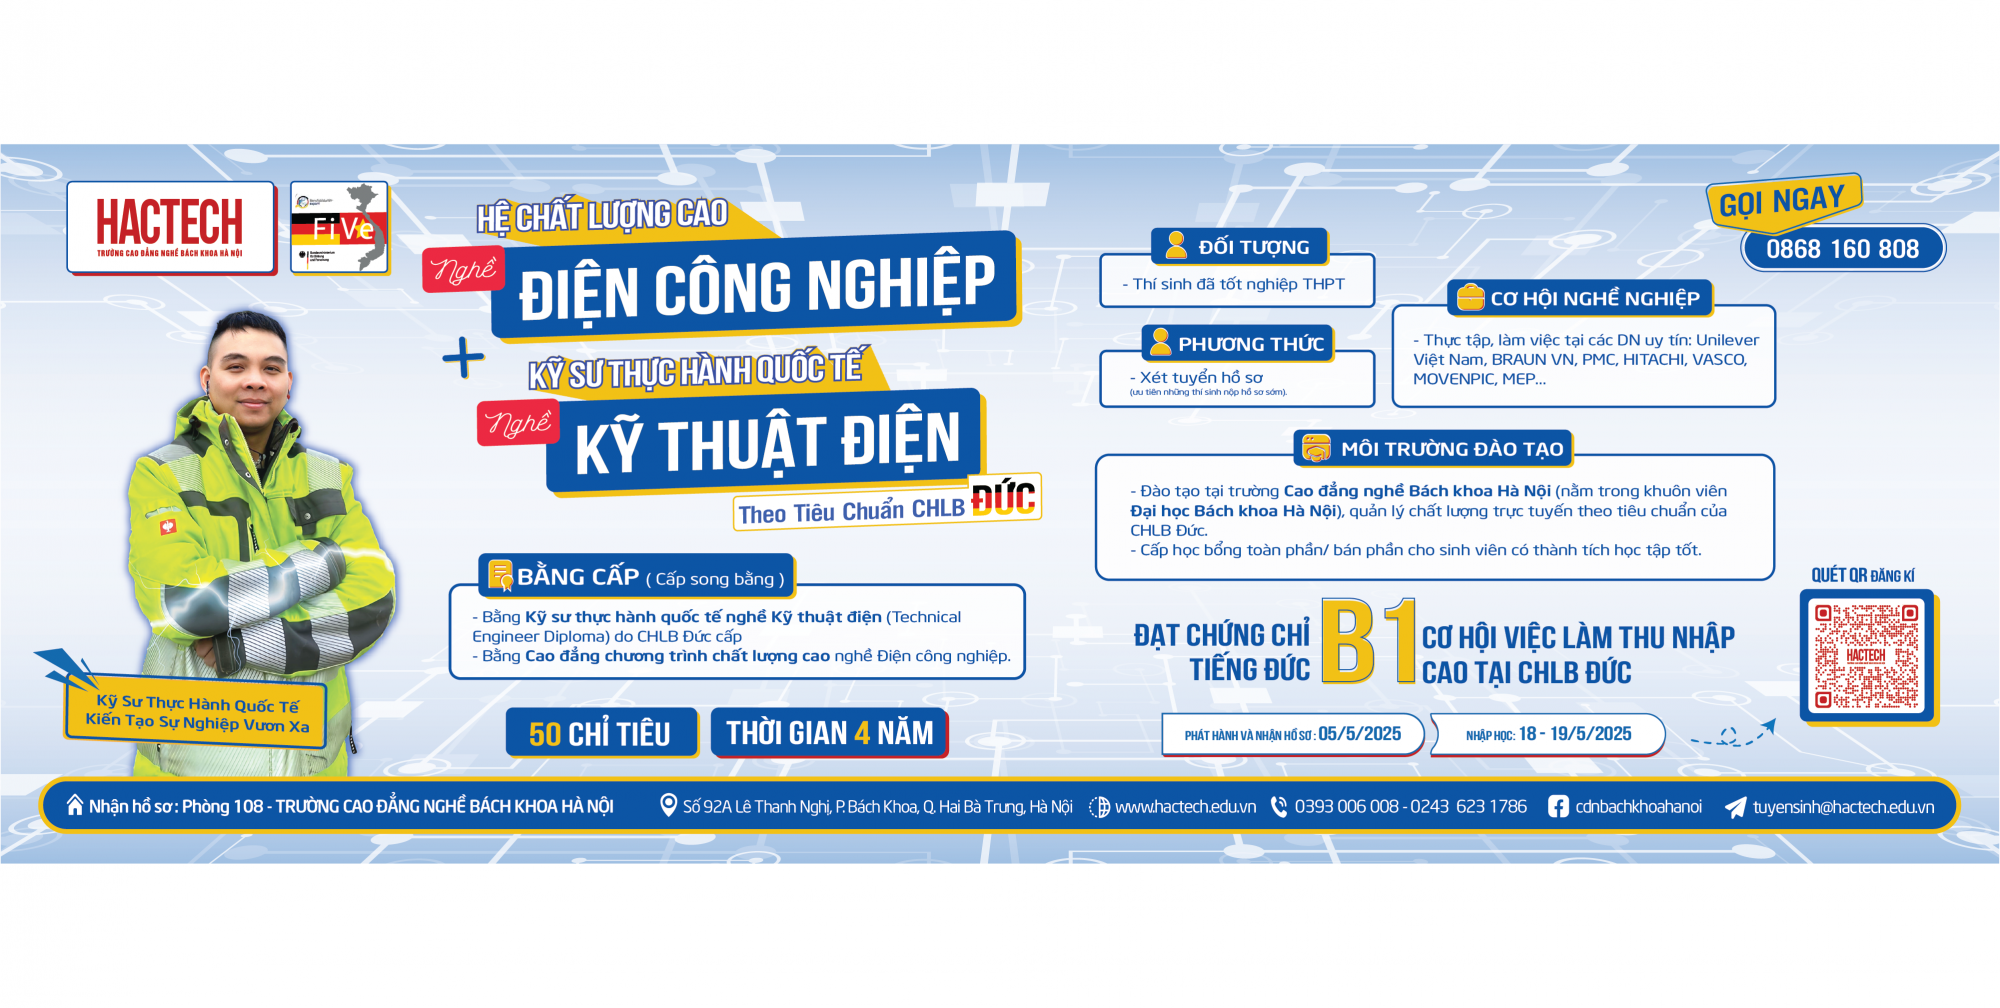 HACTECH
TRƯỜNG CAO ĐẲNG NGHỀ BÁCH KHOA HÀ NỘI
FiVe
HỆ CHẤT LƯỢNG CAO
Nghề
ĐIỆN CÔNG NGHIỆP
+
KỸ SƯ THỰC HÀNH QUỐC TẾ
Nghề
KỸ THUẬT ĐIỆN
Theo Tiêu Chuẩn CHLB ĐỨC
BẰNG CẤP ( Cấp song bằng )
- Bằng Kỹ sư thực hành quốc tế nghề Kỹ thuật điện (Technical
Engineer Diploma) do CHLB Đức cấp
- Bằng Cao đẳng chương trình chất lượng cao nghề Điện công nghiệp.
50 CHỈ TIÊU
THỜI GIAN 4 NĂM
Kỹ Sư Thực Hành Quốc Tế
Kiến Tạo Sự Nghiệp Vươn Xa
GỌI NGAY
0868 160 808
ĐỐI TƯỢNG
- Thí sinh đã tốt nghiệp THPT
PHƯƠNG THỨC
- Xét tuyển hồ sơ
(ưu tiên những thí sinh nộp hồ sơ sớm).
CƠ HỘI NGHỀ NGHIỆP
- Thực tập, làm việc tại các DN uy tín: Unilever
Việt Nam, BRAUN VN, PMC, HITACHI, VASCO,
MOVENPIC, MEP...
MÔI TRƯỜNG ĐÀO TẠO
- Đào tạo tại trường Cao đẳng nghề Bách khoa Hà Nội (nằm trong khuôn viên
Đại học Bách khoa Hà Nội), quản lý chất lượng trực tuyến theo tiêu chuẩn của
CHLB Đức.
- Cấp học bổng toàn phần/ bán phần cho sinh viên có thành tích học tập tốt.
ĐẠT CHỨNG CHỈ
TIẾNG ĐỨC
B1
CƠ HỘI VIỆC LÀM THU NHẬP
CAO TẠI CHLB ĐỨC
PHÁT HÀNH VÀ NHẬN HỒ SƠ : 05/5/2025
NHẬP HỌC: 18 - 19/5/2025
QUÉT QR ĐĂNG KÍ
HACTECH
Nhận hồ sơ : Phòng 108 - TRƯỜNG CAO ĐẲNG NGHỀ BÁCH KHOA HÀ NỘI
Số 92A Lê Thanh Nghị, P. Bách Khoa, Q. Hai Bà Trưng, Hà Nội
www.hactech.edu.vn
0393 006 008 - 0243 623 1786
cdnbachkhoahanoi
tuyensinh@hactech.edu.vn